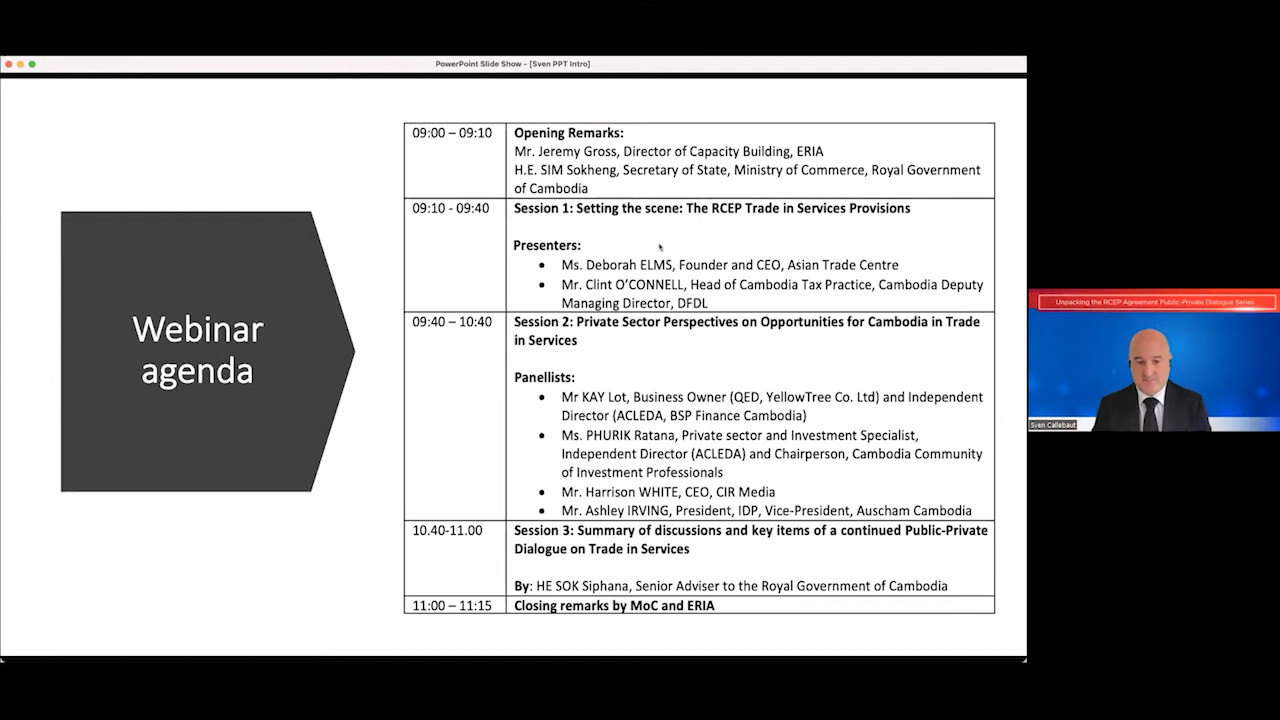 PowerPoint Slide Show - [Sven PPT Intro]
Webinar
agenda
09:00 – 09:10
Opening Remarks:
Mr. Jeremy Gross, Director of Capacity Building, ERIA
H.E. SIM Sokheng, Secretary of State, Ministry of Commerce, Royal Government
of Cambodia
09:10 - 09:40
Session 1: Setting the scene: The RCEP Trade in Services Provisions
Presenters:
• Ms. Deborah ELMS, Founder and CEO, Asian Trade Centre
• Mr. Clint O’CONNELL, Head of Cambodia Tax Practice, Cambodia Deputy
Managing Director, DFDL
09:40 – 10:40
Session 2: Private Sector Perspectives on Opportunities for Cambodia in Trade
in Services
Panellists:
• Mr KAY Lot, Business Owner (QED, YellowTree Co. Ltd) and Independent
Director (ACLEDA, BSP Finance Cambodia)
• Ms. PHURIK Ratana, Private sector and Investment Specialist,
Independent Director (ACLEDA) and Chairperson, Cambodia Community
of Investment Professionals
• Mr. Harrison WHITE, CEO, CIR Media
• Mr. Ashley IRVING, President, IDP, Vice-President, Auscham Cambodia
10.40-11.00
Session 3: Summary of discussions and key items of a continued Public-Private
Dialogue on Trade in Services
By: HE SOK Siphana, Senior Adviser to the Royal Government of Cambodia
11:00 – 11:15
Closing remarks by MoC and ERIA
Unpacking the RCEP Agreement Public-Private Dialogue Series
Sven Callebaut